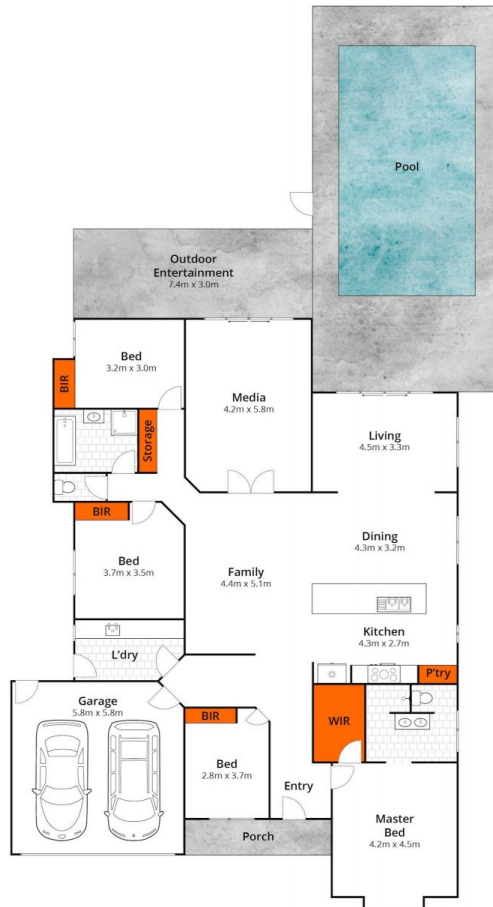 Pool
Outdoor
Entertainment
7.4m x 3.0m
Bed
3.2m x 3.0m
BIR
Media
4.2m x 5.8m
Storage
Living
4.5m x 3.3m
BIR
Bed
3.7m x 3.5m
Family
4.4m x 5.1m
Dining
4.3m x 3.2m
Kitchen
4.3m x 2.7m
L'dry
P'try
Garage
5.8m x 5.8m
BIR
WIR
Bed
2.8m x 3.7m
Entry
Porch
Master
Bed
4.2m x 4.5m